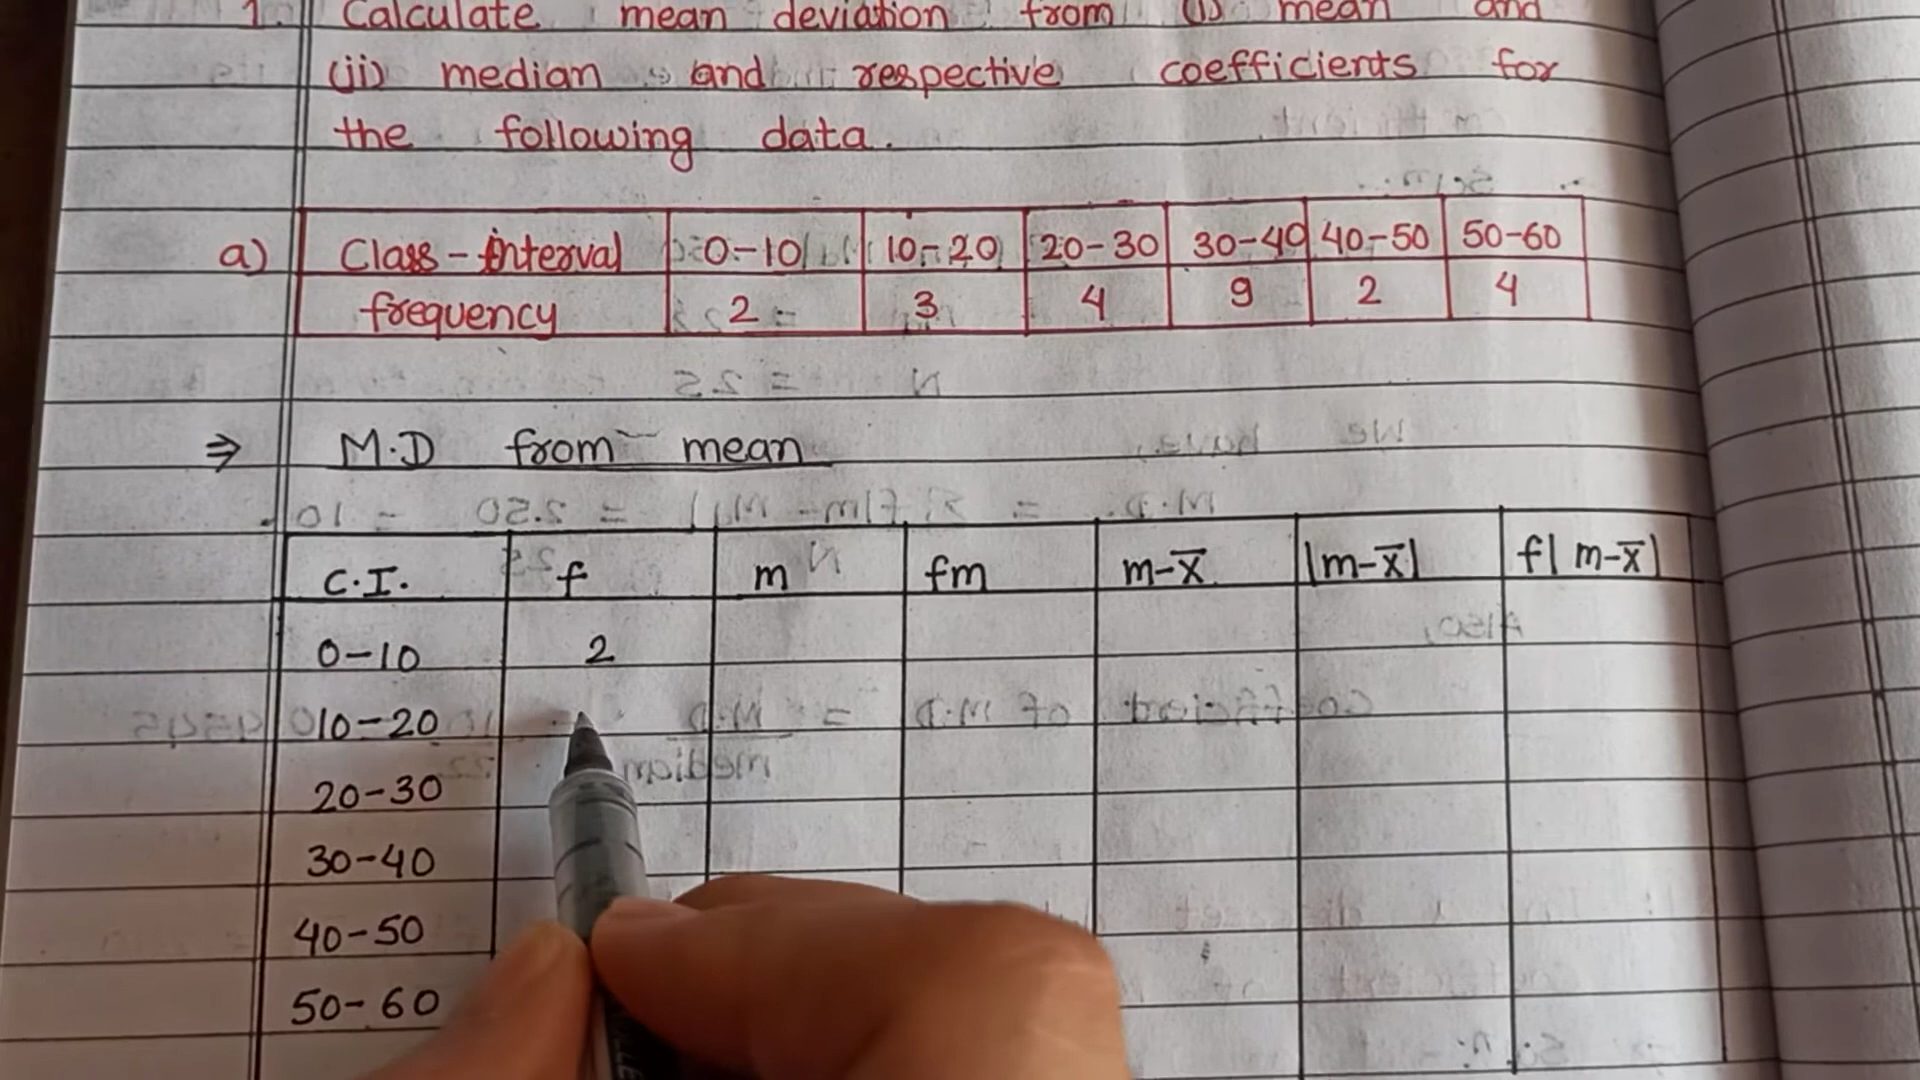 1. Calculate mean deviation from (i) mean and
(ii) median and respective coefficients for
the following data.
a) Class-interval 0-10 10-20 20-30 30-40 40-50 50-60
frequency 2 3 4 9 2 4
⇒ M.D from mean
C.I. f m fm m-x̅ |m-x̅| f|m-x̅|
0-10 2
10-20
20-30
30-40
40-50
50-60